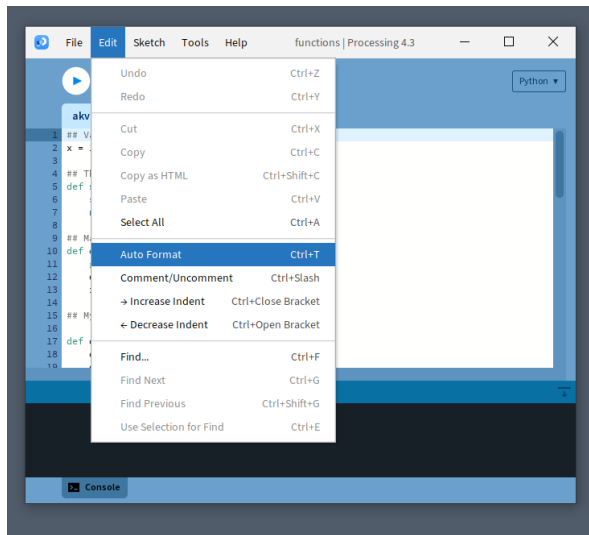 File Edit Sketch Tools Help functions | Processing 4.3
Undo Ctrl+Z
Redo Ctrl+Y
Cut Ctrl+X
Copy Ctrl+C
Copy as HTML Ctrl+Shift+C
Paste Ctrl+V
Select All Ctrl+A
Auto Format Ctrl+T
Comment/Uncomment Ctrl+Slash
→ Increase Indent Ctrl+Close Bracket
← Decrease Indent Ctrl+Open Bracket
Find... Ctrl+F
Find Next Ctrl+G
Find Previous Ctrl+Shift+G
Use Selection for Find Ctrl+E
Python ▼
akv
1 ##
2 x =
3
4 ##
5 def
6
7
8
9 ##
10 def
11
12
13
14
15 ##
16
17 def
18
19
Console